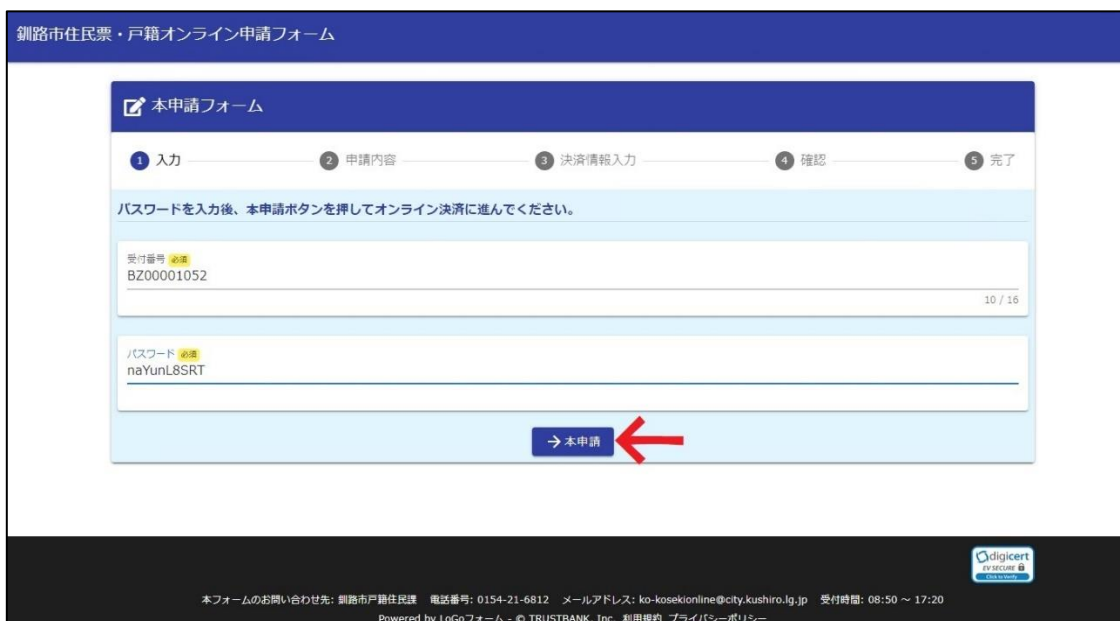 釧路市住民票・戸籍オンライン申請フォーム
本申請フォーム
1 入力 2 申請内容 3 決済情報入力 4 確認 5 完了
パスワードを入力後、本申請ボタンを押してオンライン決済に進んでください。
受付番号 必須
BZ00001052
10 / 16
パスワード 必須
naYunL8SRT
→本申請
digicert
EV SECURE
Click to Verify
本フォームのお問い合わせ先: 釧路市戸籍住民課 電話番号: 0154-21-6812 メールアドレス: ko-kosekionline@city.kushiro.lg.jp 受付時間: 08:50 ~ 17:20
Powered by LoGoフォーム - © TRUSTBANK, Inc. 利用規約 プライバシーポリシー